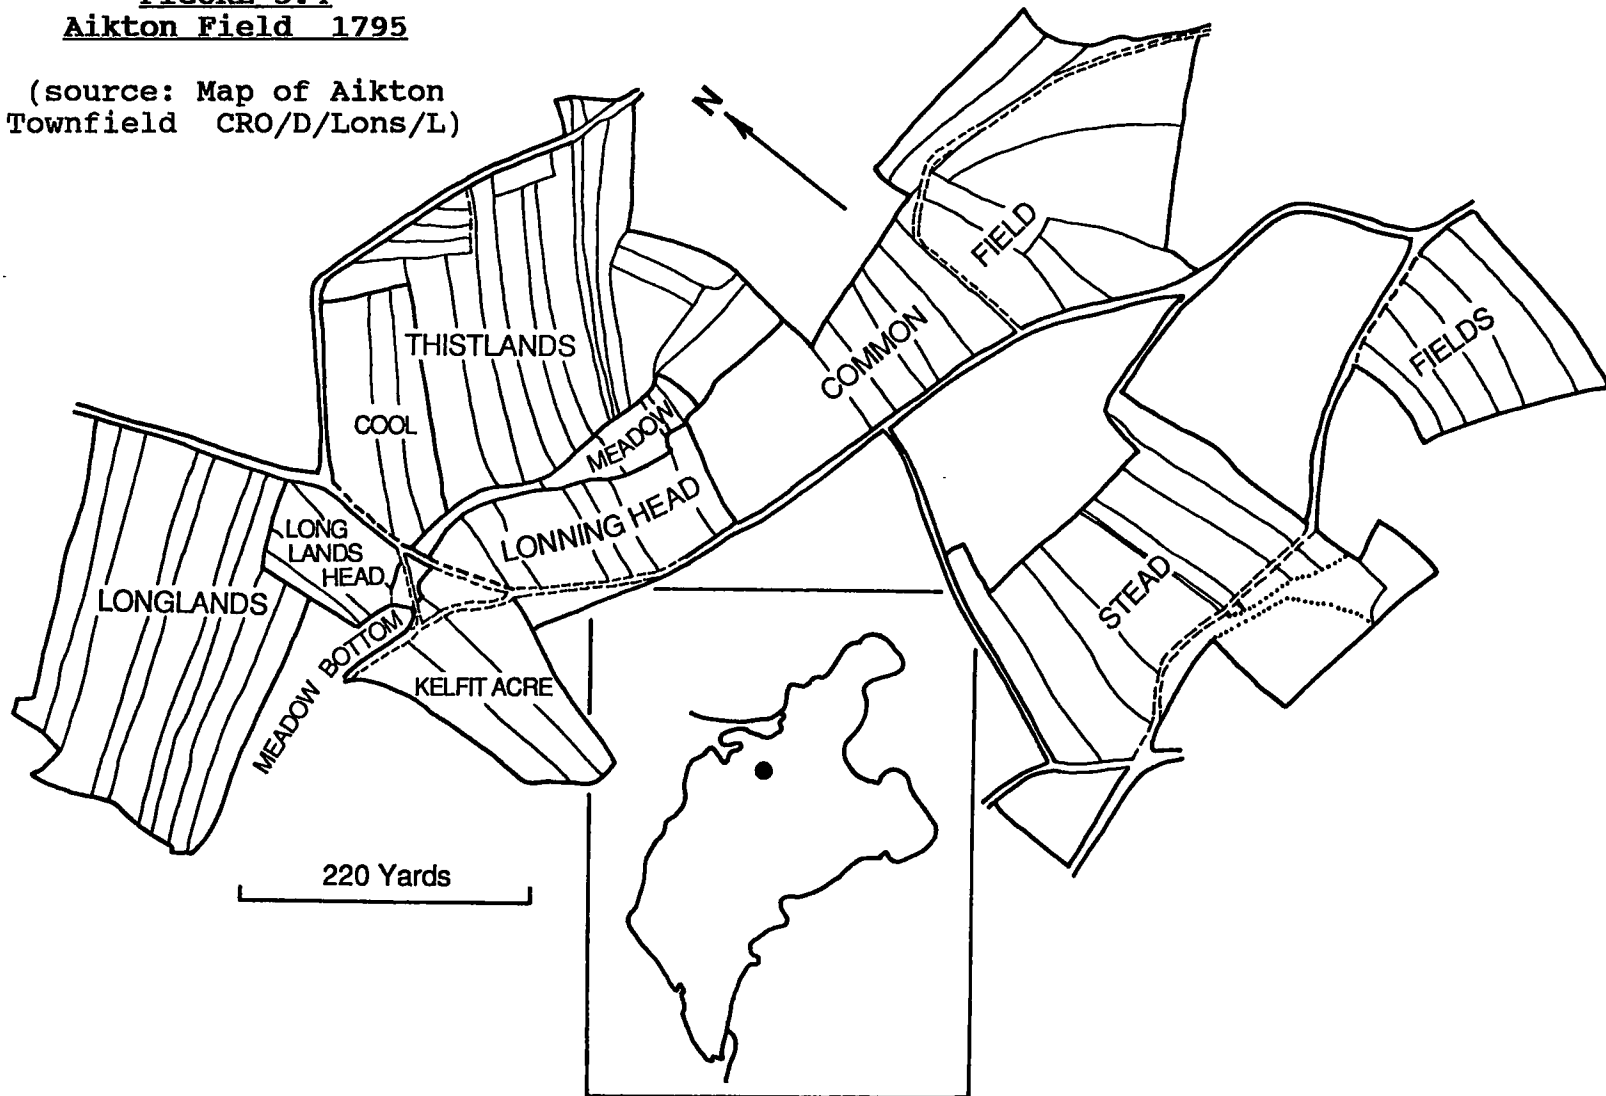 Aikton Field 1795
(source: Map of Aikton
Townfield CRO/D/Lons/L)
N
FIELD
COMMON
FIELDS
THISTLANDS
COOL
MEADOW
LONNING HEAD
LONG
LANDS
HEAD
LONGLANDS
MEADOW BOTTOM
KELFIT ACRE
STEAD
220 Yards